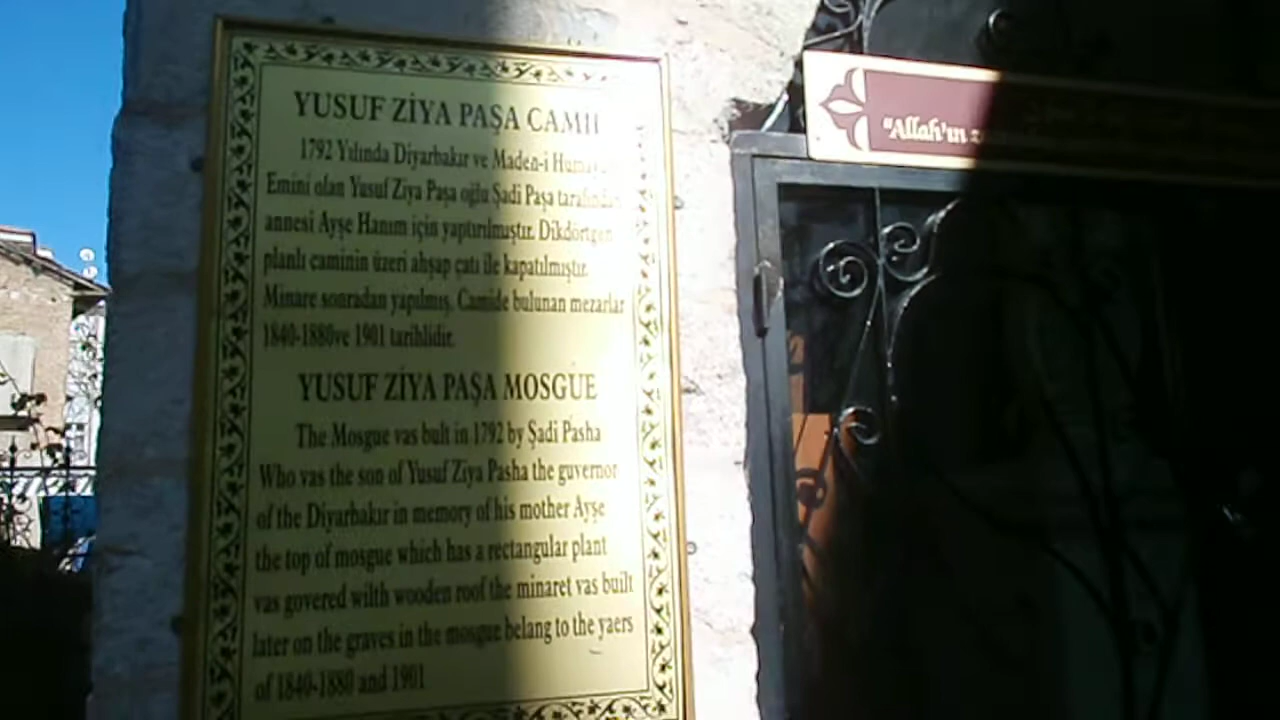 YUSUF ZİYA PAŞA CAMİİ
1792 Yılında Diyarbakır ve Maden-i
Emini olan Yusuf Ziya Paşa oğlu Şadi Paşa tarafından
annesi Ayşe Hanım için yaptırılmıştır. Dikdörtgen
planlı caminin üzeri ahşap çatı ile kapatılmıştır.
Minare sonradan yapılmış. Camide bulunan mezarlar
1840-1880ve 1901 tarihlidir.
YUSUF ZİYA PAŞA MOSGUE
The Mosgue vas bult in 1792 by Şadi Pasha
Who vas the son of Yusuf Ziya Pasha the guvernor
of the Diyarbakır in memory of his mother Ayşe
the top of mosgue which has a rectangular plant
vas govered wilth wooden roof the minaret vas built
later on the graves in the mosgue belang to the yaers
of 1840-1880 and 1901
"Allah'ın